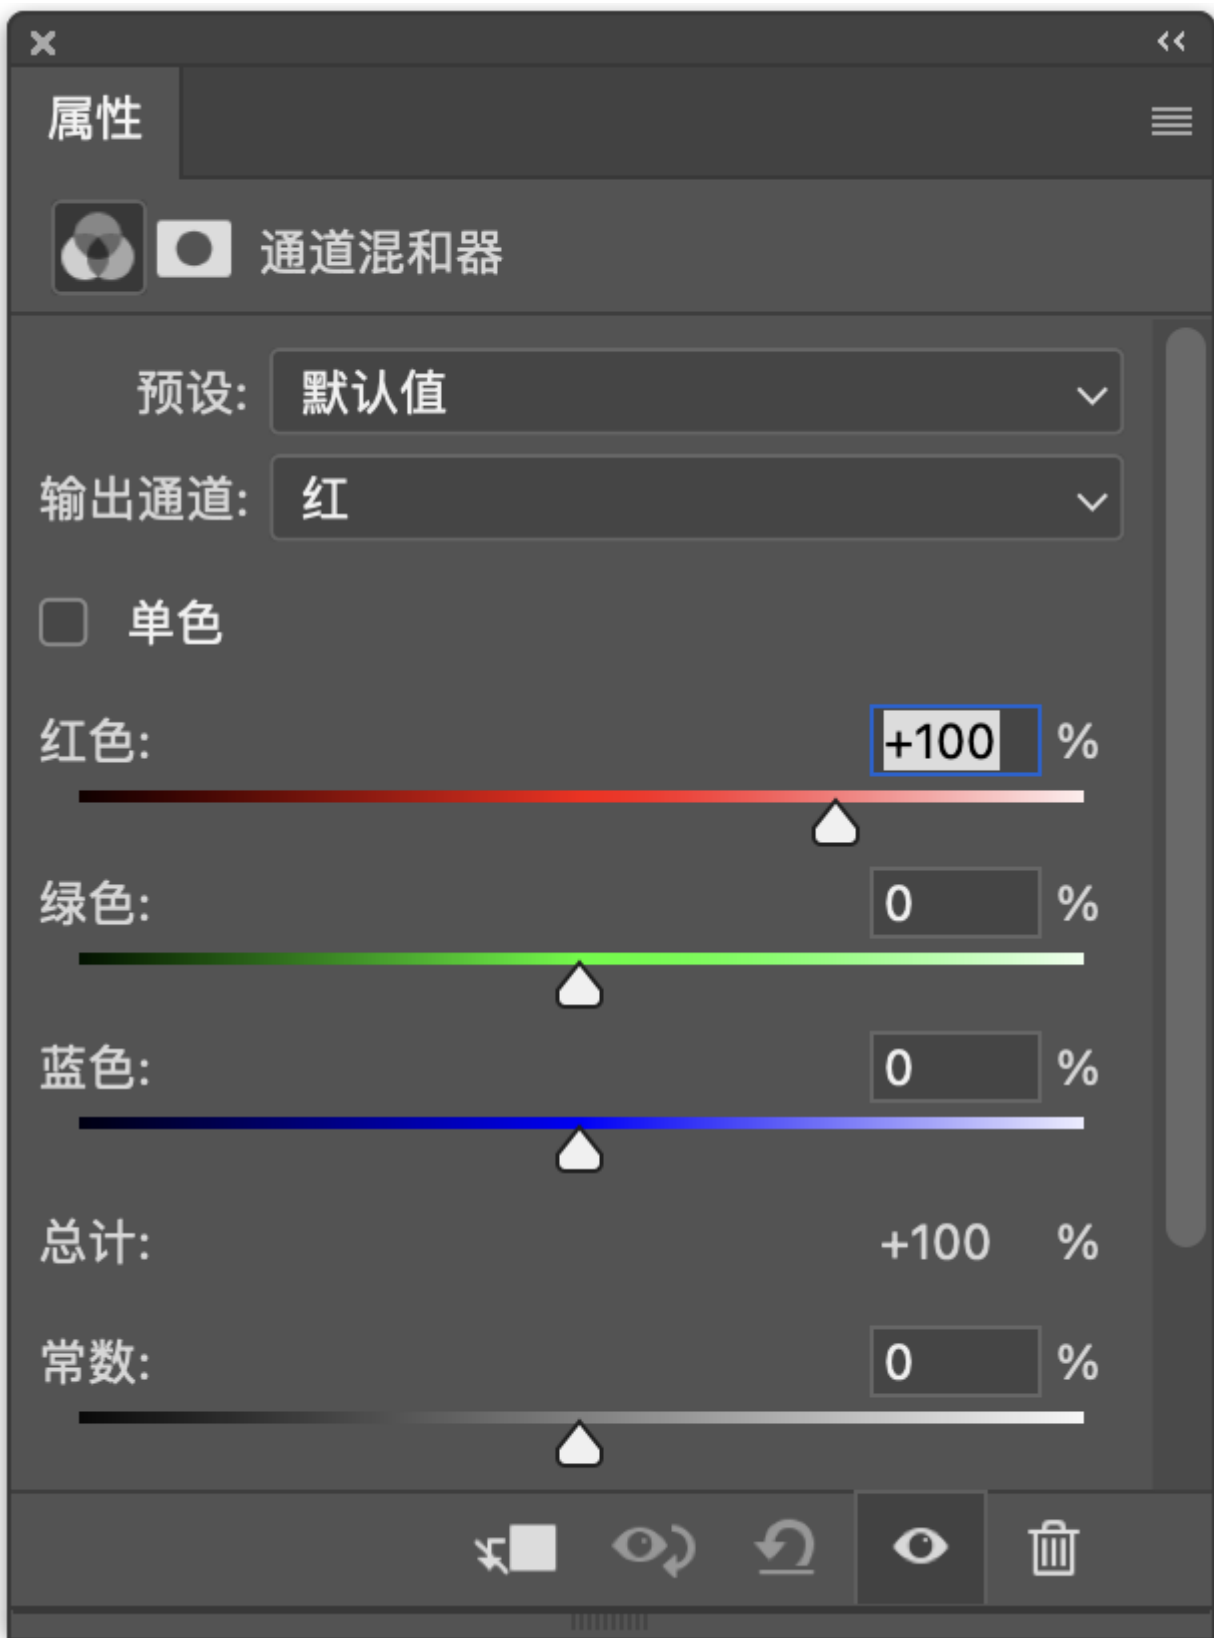 属性
通道混和器
预设: 默认值
输出通道: 红
单色
红色: +100 %
绿色: 0 %
蓝色: 0 %
总计: +100 %
常数: 0 %